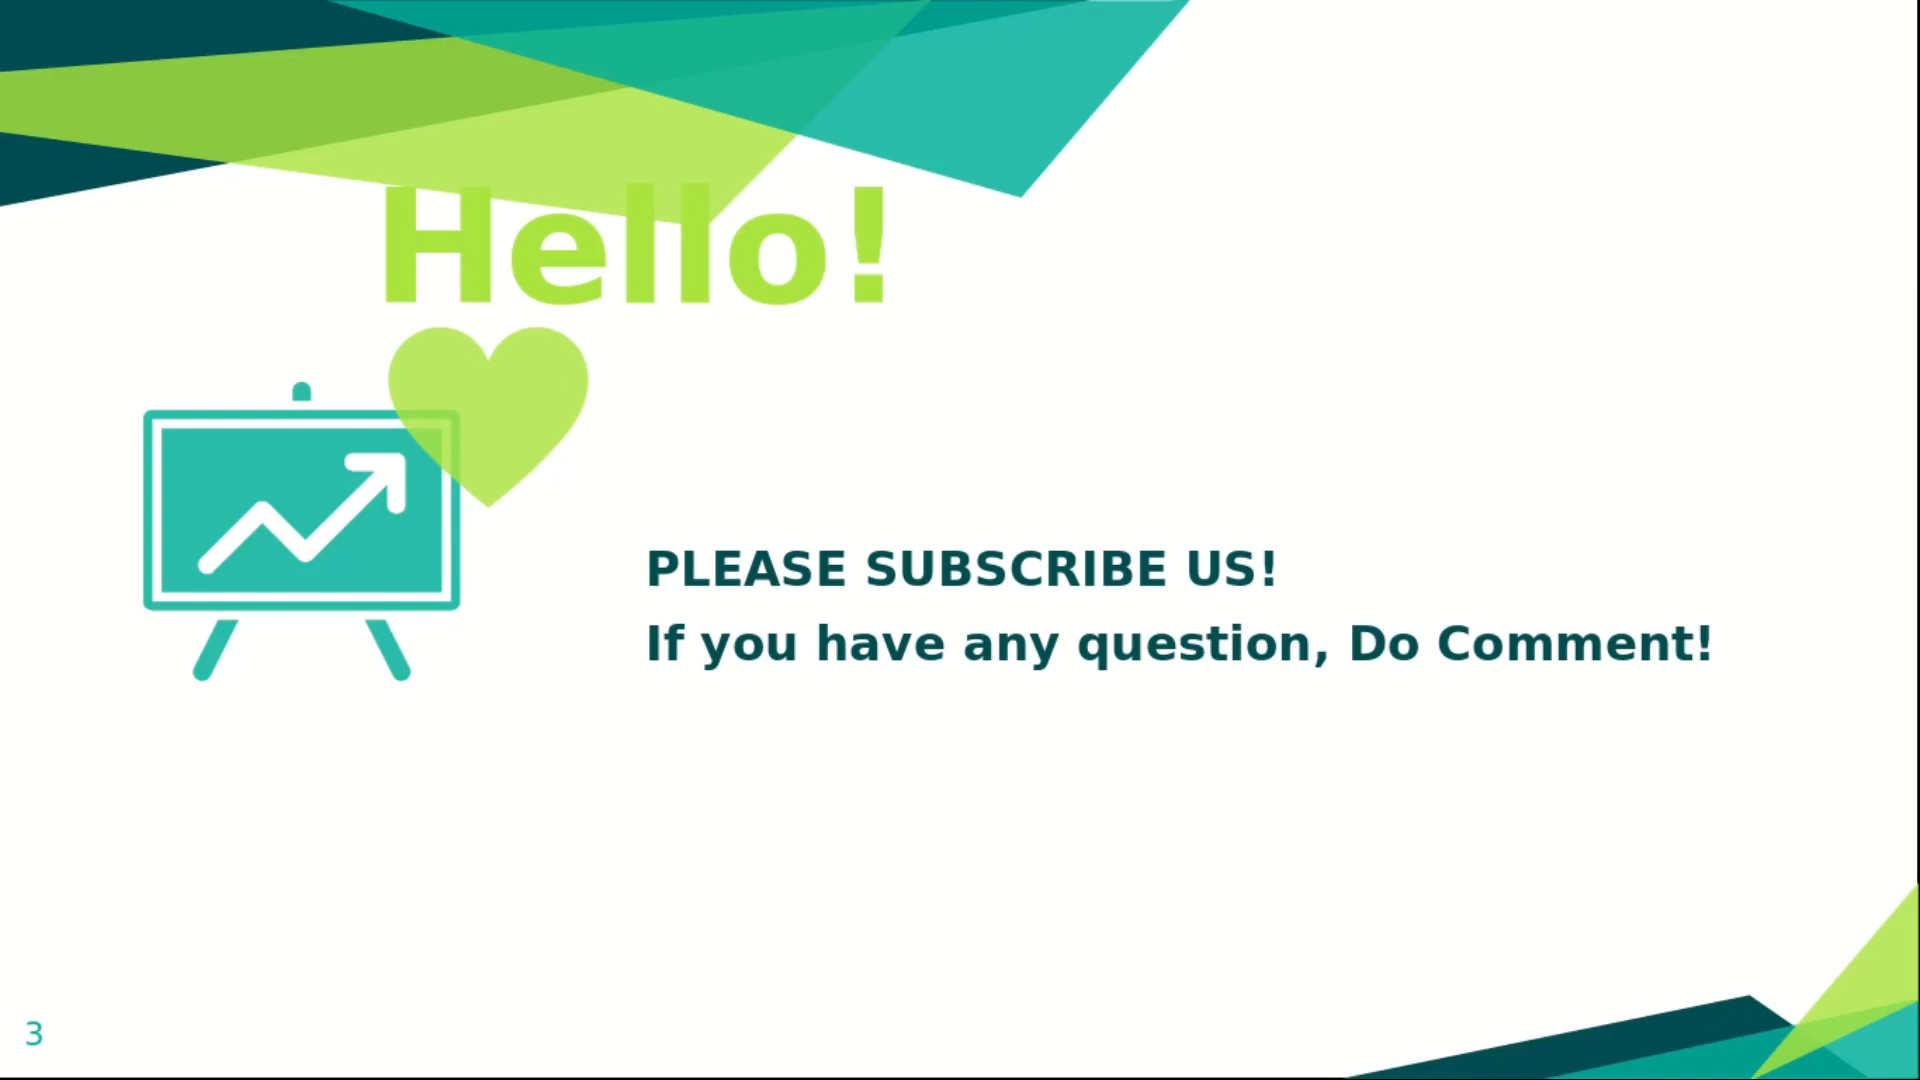 Hello!
PLEASE SUBSCRIBE US!
If you have any question, Do Comment!
3